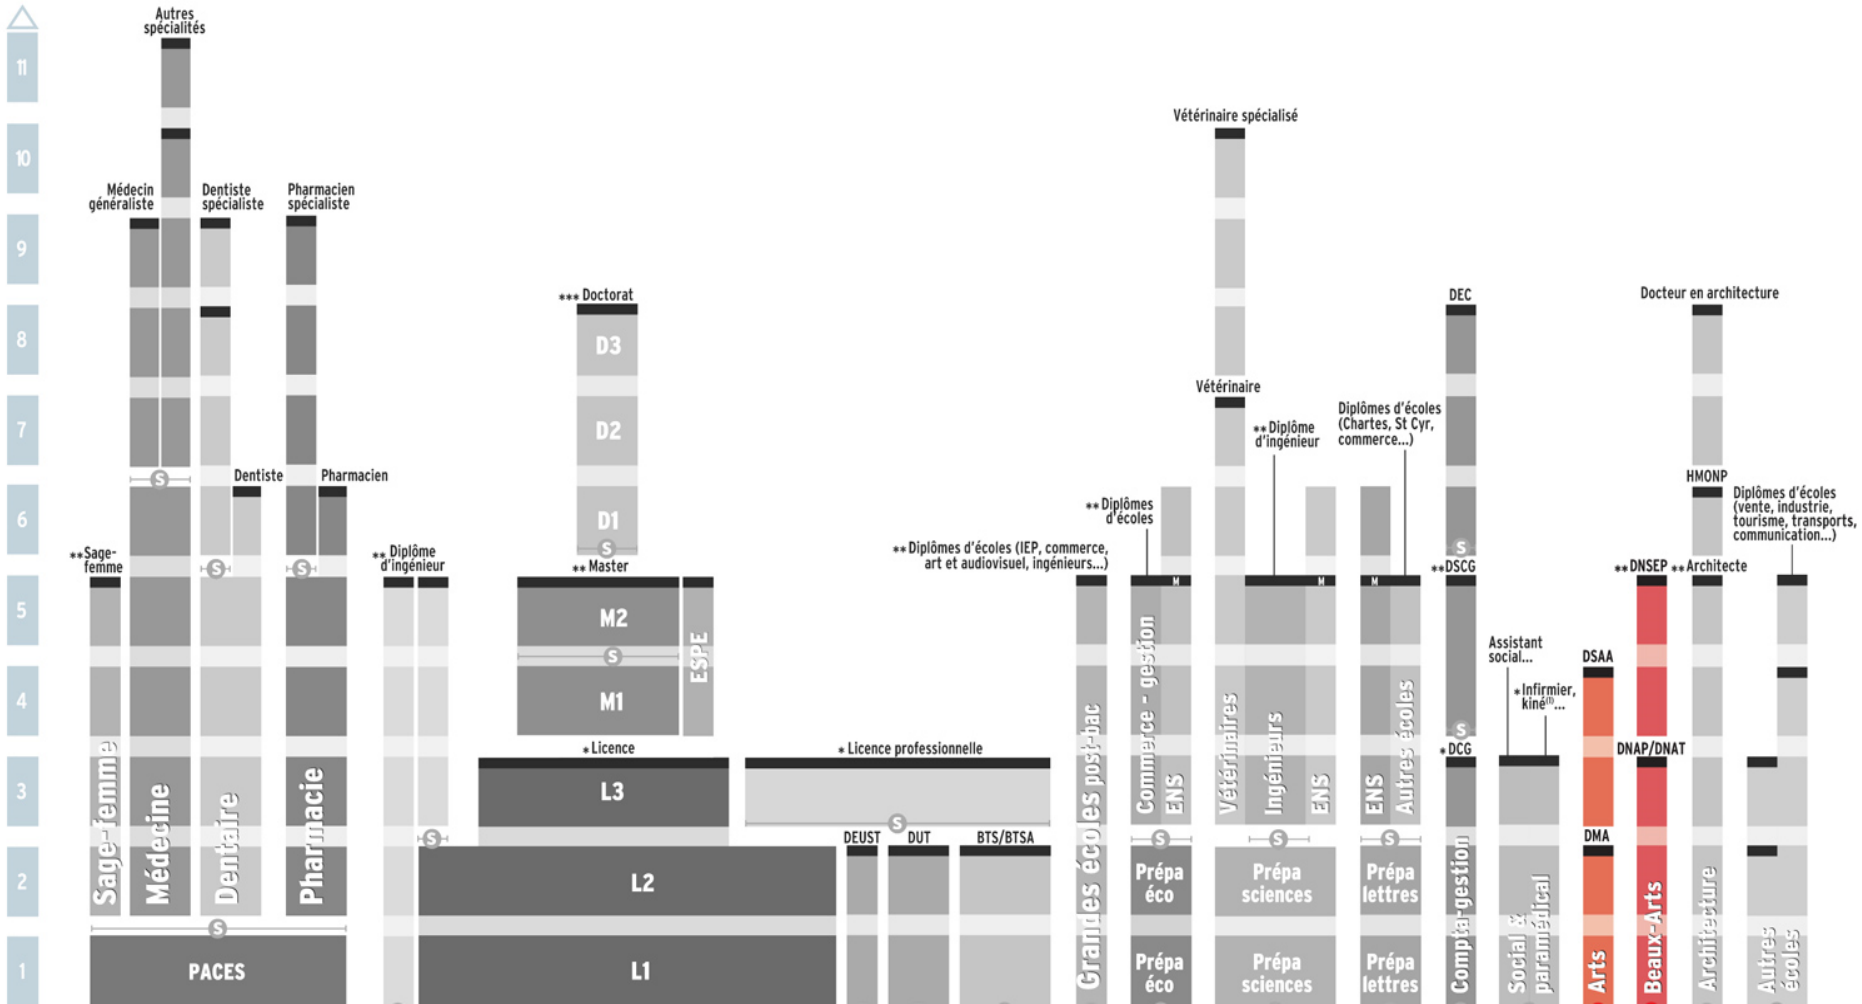 Autres
spécialités
11
Vétérinaire spécialisé
10
Médecin
généraliste
Dentiste
spécialiste
Pharmacien
spécialiste
9
*** Doctorat
DEC
Docteur en architecture
8
D3
Vétérinaire
Diplômes d'écoles
(Chartes, St Cyr,
commerce...)
** Diplôme
d'ingénieur
7
D2
S
Dentiste
Pharmacien
HMONP
Diplômes d'écoles
(vente, industrie,
tourisme, transports,
communication...)
** Diplômes
d'écoles
6
D1
S
S
** Sage-
femme
S
S
** Diplôme
d'ingénieur
** Master
** Diplômes d'écoles (IEP, commerce,
art et audiovisuel, ingénieurs...)
** DSCG
** DNSEP
** Architecte
M
M
M
5
M2
ESPE
S
Assistant
social...
DSAA
* Infirmier,
kiné(1)...
4
M1
S
* Licence
* Licence professionnelle
* DCG
DNAP/DNAT
3
L3
Sage-femme
Médecine
Dentaire
Pharmacie
Grandes écoles post-bac
Commerce - gestion
ENS
Vétérinaires
Ingénieurs
ENS
ENS
Autres écoles
S
S
DEUST
DUT
BTS/BTSA
S
S
S
DMA
2
L2
Prépa
éco
Prépa
sciences
Prépa
lettres
Compta-gestion
Social &
paramédical
Arts
Beaux-Arts
Architecture
Autres
écoles
S
1
PACES
L1
Prépa
éco
Prépa
sciences
Prépa
lettres